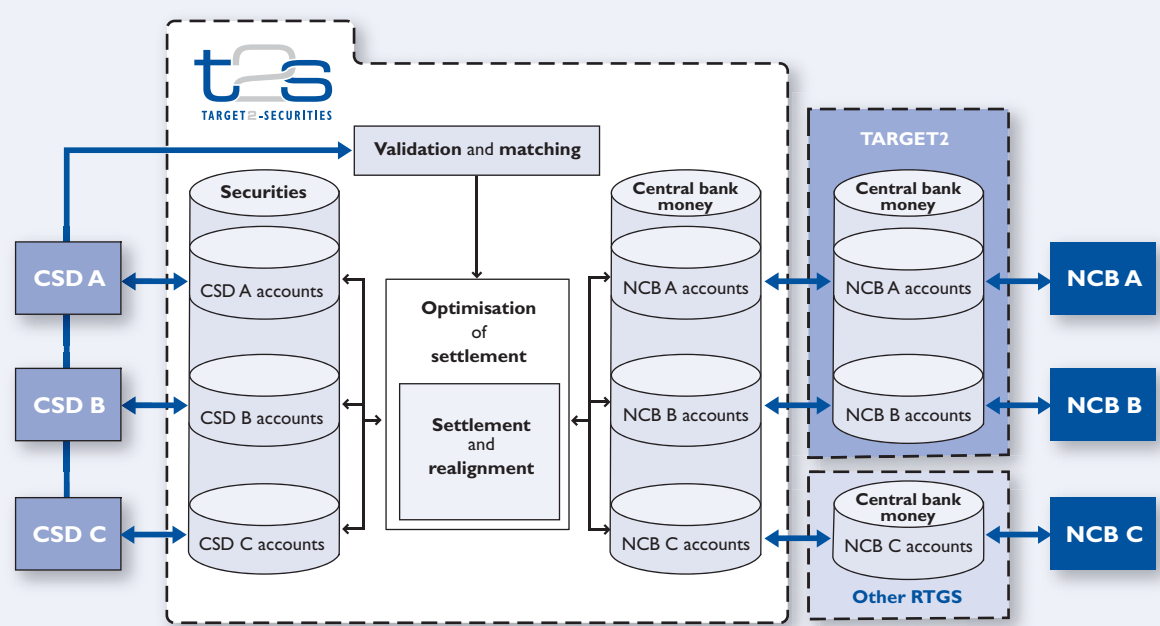 t2s
TARGET2-SECURITIES
Validation and matching
TARGET2
Securities
Central bank
money
Central bank
money
CSD A
CSD A accounts
NCB A accounts
NCB A accounts
NCB A
Optimisation
of
settlement
CSD B
CSD B accounts
NCB B accounts
NCB B accounts
NCB B
Settlement
and
realignment
Central bank
money
CSD C
CSD C accounts
NCB C accounts
NCB C accounts
NCB C
Other RTGS